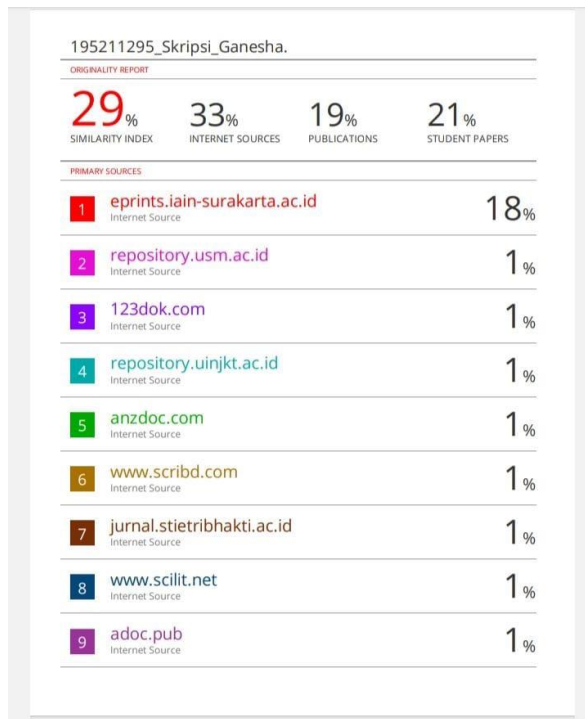 195211295_Skripsi_Ganesha.
ORIGINALITY REPORT
29% 33% 19% 21%
SIMILARITY INDEX INTERNET SOURCES PUBLICATIONS STUDENT PAPERS
PRIMARY SOURCES
1 eprints.iain-surakarta.ac.id 18%
Internet Source
2 repository.usm.ac.id 1%
Internet Source
3 123dok.com 1%
Internet Source
4 repository.uinjkt.ac.id 1%
Internet Source
5 anzdoc.com 1%
Internet Source
6 www.scribd.com 1%
Internet Source
7 jurnal.stietribhakti.ac.id 1%
Internet Source
8 www.scilit.net 1%
Internet Source
9 adoc.pub 1%
Internet Source